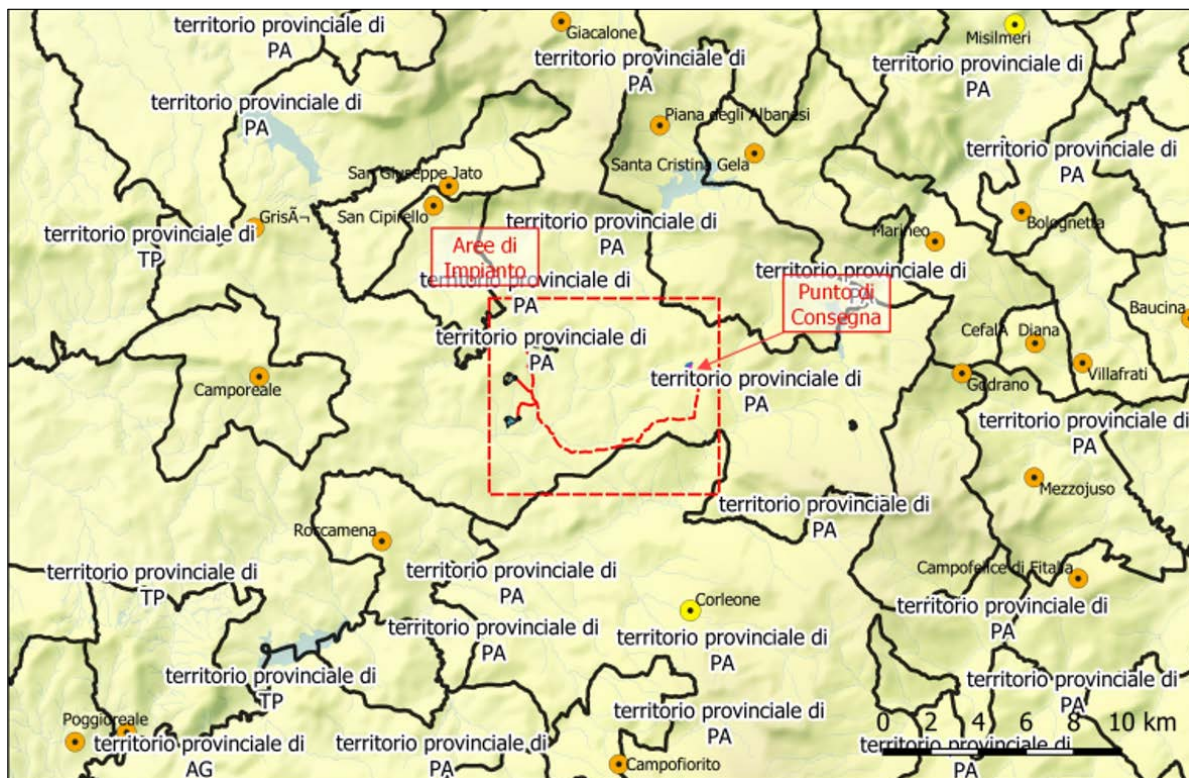 territorio provinciale di
PA
Giacalone
territorio provinciale di
PA
Misilmeri
territorio provinciale di
PA
territorio provinciale di
PA
Piana degli Albanesi
Santa Cristina Gela
territorio provinciale di
PA
San Giuseppe Jato
San Cipirello
GrisÃ¬
territorio provinciale di
TP
territorio provinciale di
PA
Bolognetta
Marineo
Aree di
Impianto
territorio provinciale di
PA
territorio provinciale di
Punto di
Consegna
Baucina
CefalÃ  Diana
territorio provinciale di
PA
Villafrati
Godrano
Camporeale
territorio provinciale di
PA
territorio provinciale di
PA
Mezzojuso
territorio provinciale di
PA
Roccamena
territorio provinciale di
TP
territorio provinciale di
PA
Campofelice di Fitalia
territorio provinciale di
PA
Corleone
territorio provinciale di
PA
territorio provinciale di
PA
territorio provinciale di
TP
territorio provinciale di
PA
Poggioreale
territorio provinciale di
AG
territorio provinciale di
PA
territorio provinciale di
PA
Campofiorito
0 2 4 6 8 10 km
territorio provinciale di
PA